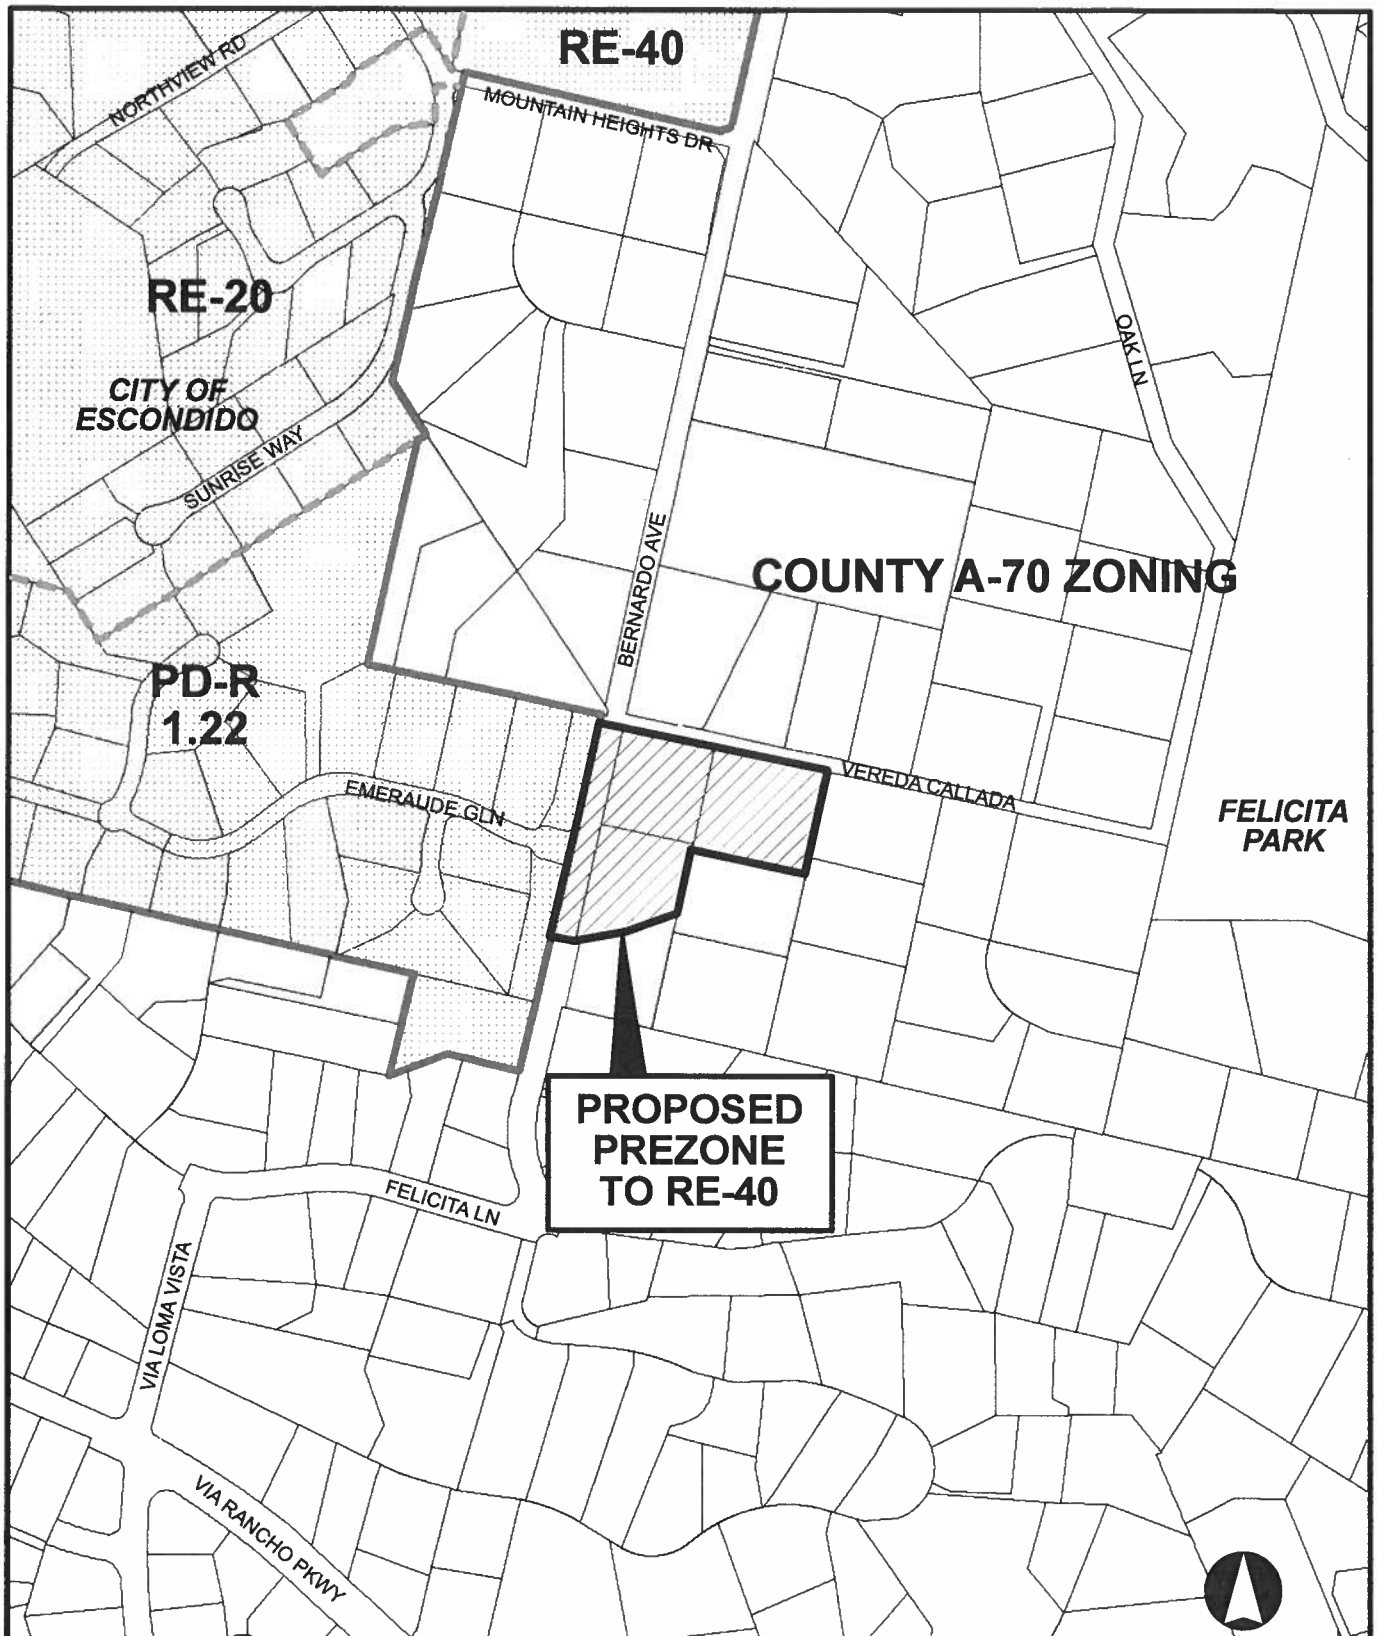 RE-40
NORTHVIEW RD
MOUNTAIN HEIGHTS DR
RE-20
OAK LN
CITY OF
ESCONDIDO
SUNRISE WAY
BERNARDO AVE
COUNTY A-70 ZONING
PD-R
1.22
EMERAUDE GLN
VEREDA CALLADA
FELICITA
PARK
PROPOSED
PREZONE
TO RE-40
FELICITA LN
VIA LOMA VISTA
VIA RANCHO PKWY